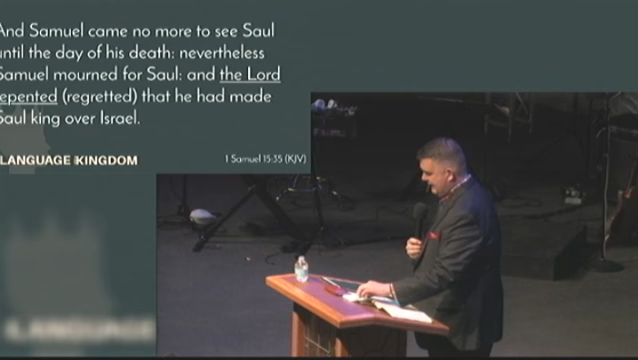 And Samuel came no more to see Saul
until the day of his death: nevertheless
Samuel mourned for Saul: and the Lord
repented (regretted) that he had made
Saul king over Israel.
LANGUAGE KINGDOM
1 Samuel 15:35 (KJV)
LANGUAGE